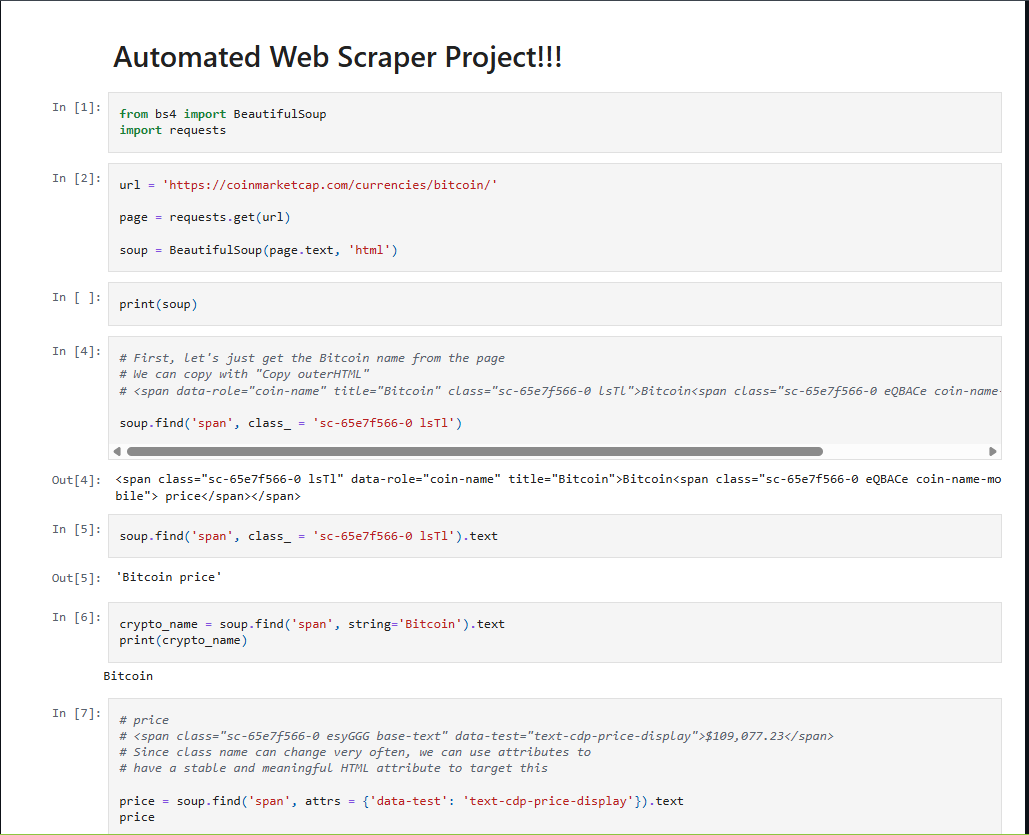 Automated Web Scraper Project!!!
In [1]:
from bs4 import BeautifulSoup
import requests
In [2]:
url = 'https://coinmarketcap.com/currencies/bitcoin/'
page = requests.get(url)
soup = BeautifulSoup(page.text, 'html')
In [ ]:
print(soup)
In [4]:
# First, let's just get the Bitcoin name from the page
# We can copy with "Copy outerHTML"
# <span data-role="coin-name" title="Bitcoin" class="sc-65e7f566-0 lsTl">Bitcoin<span class="sc-65e7f566-0 eQBACe coin-name-
soup.find('span', class_ = 'sc-65e7f566-0 lsTl')
Out[4]:
<span class="sc-65e7f566-0 lsTl" data-role="coin-name" title="Bitcoin">Bitcoin<span class="sc-65e7f566-0 eQBACe coin-name-mo
bile"> price</span></span>
In [5]:
soup.find('span', class_ = 'sc-65e7f566-0 lsTl').text
Out[5]:
'Bitcoin price'
In [6]:
crypto_name = soup.find('span', string='Bitcoin').text
print(crypto_name)
Bitcoin
In [7]:
# price
# <span class="sc-65e7f566-0 esyGGG base-text" data-test="text-cdp-price-display">$109,077.23</span>
# Since class name can change very often, we can use attributes to
# have a stable and meaningful HTML attribute to target this
price = soup.find('span', attrs = {'data-test': 'text-cdp-price-display'}).text
price